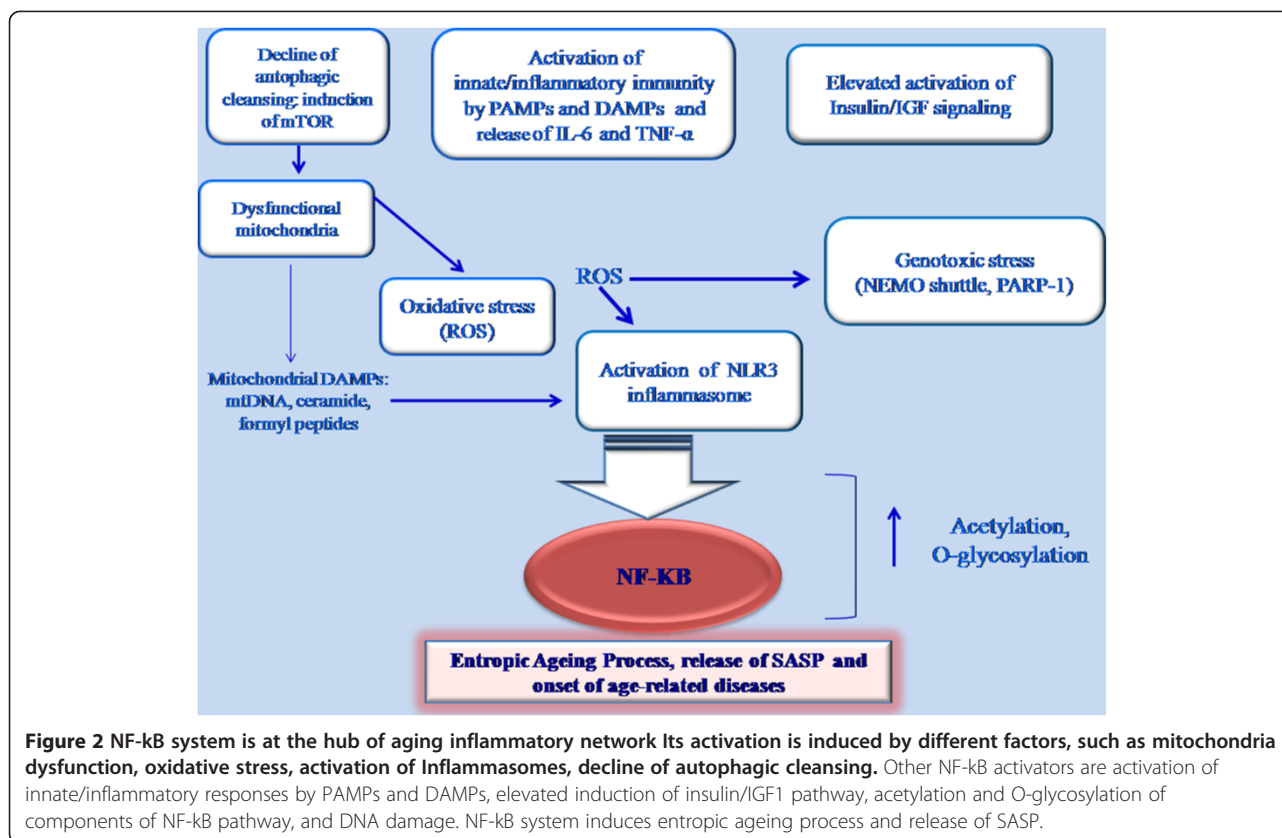 Decline of
autophagic
cleansing: induction
of mTOR
Activation of
innate/inflammatory immunity
by PAMPs and DAMPs and
release of IL-6 and TNF-α
Elevated activation of
Insulin/IGF signaling
Dysfunctional
mitochondria
Oxidative stress
(ROS)
ROS
Genotoxic stress
(NEMO shuttle, PARP-1)
Mitochondrial DAMPs:
mtDNA, ceramide,
formyl peptides
Activation of NLR3
inflammasome
Acetylation,
O-glycosylation
NF-KB
Entropic Ageing Process, release of SASP and
onset of age-related diseases
Figure 2 NF-kB system is at the hub of aging inflammatory network Its activation is induced by different factors, such as mitochondria
dysfunction, oxidative stress, activation of Inflammasomes, decline of autophagic cleansing. Other NF-kB activators are activation of
innate/inflammatory responses by PAMPs and DAMPs, elevated induction of insulin/IGF1 pathway, acetylation and O-glycosylation of
components of NF-kB pathway, and DNA damage. NF-kB system induces entropic ageing process and release of SASP.